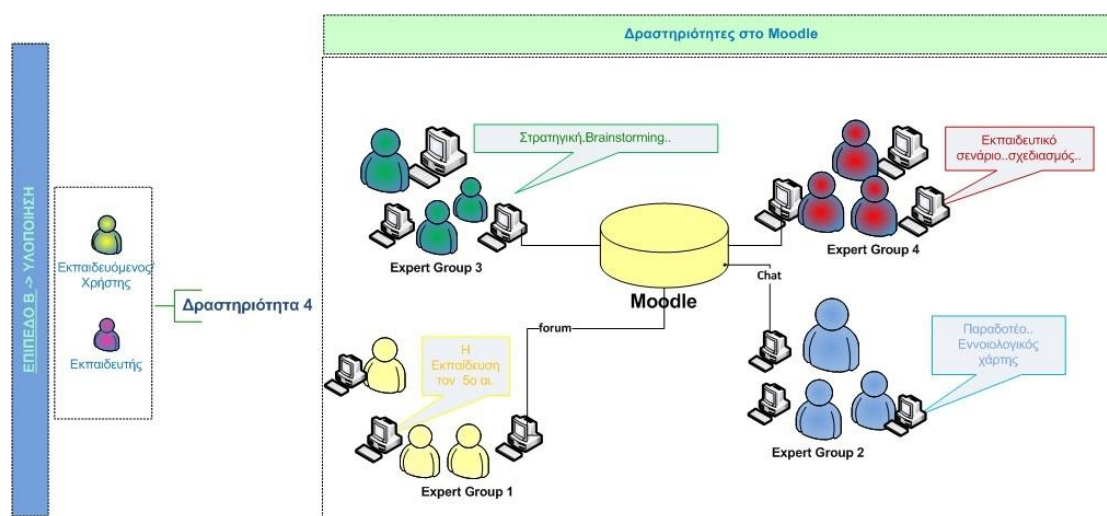 Δραστηριότητες στο Moodle
ΕΠΙΠΕΔΟ Β -> ΥΛΟΠΟΙΗΣΗ
Εκπαιδευόμενος/
Χρήστης
Εκπαιδευτής
Δραστηριότητα 4
Στρατηγική,Brainstorming..
Expert Group 3
Εκπαιδευτικό
σενάριο..σχεδιασμός..
Expert Group 4
Moodle
Chat
forum
Η
Εκπαίδευση
τον 5ο αι.
Expert Group 1
Παραδοτέο..
Εννοιολογικός
χάρτης
Expert Group 2